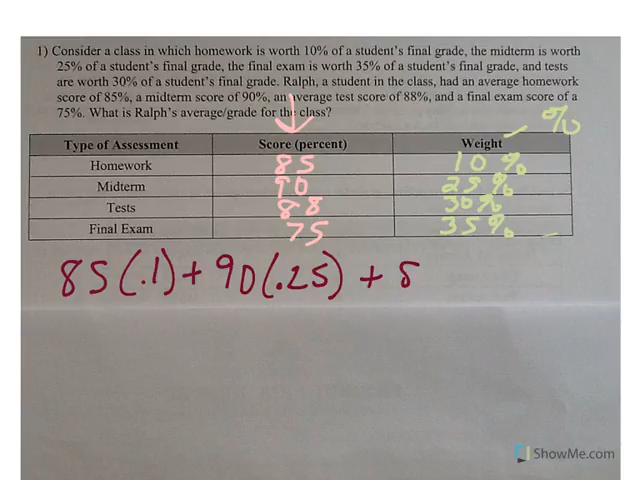 1) Consider a class in which homework is worth 10% of a student's final grade, the midterm is worth
25% of a student's final grade, the final exam is worth 35% of a student's final grade, and tests
are worth 30% of a student's final grade. Ralph, a student in the class, had an average homework
score of 85%, a midterm score of 90%, an average test score of 88%, and a final exam score of a
75%. What is Ralph's average/grade for the class?
%
Type of Assessment Score (percent) Weight
Homework 85 10 %
Midterm 90 25%
Tests 88 30%
Final Exam 75 35%
85(.1)+90(.25)+8
ShowMe.com